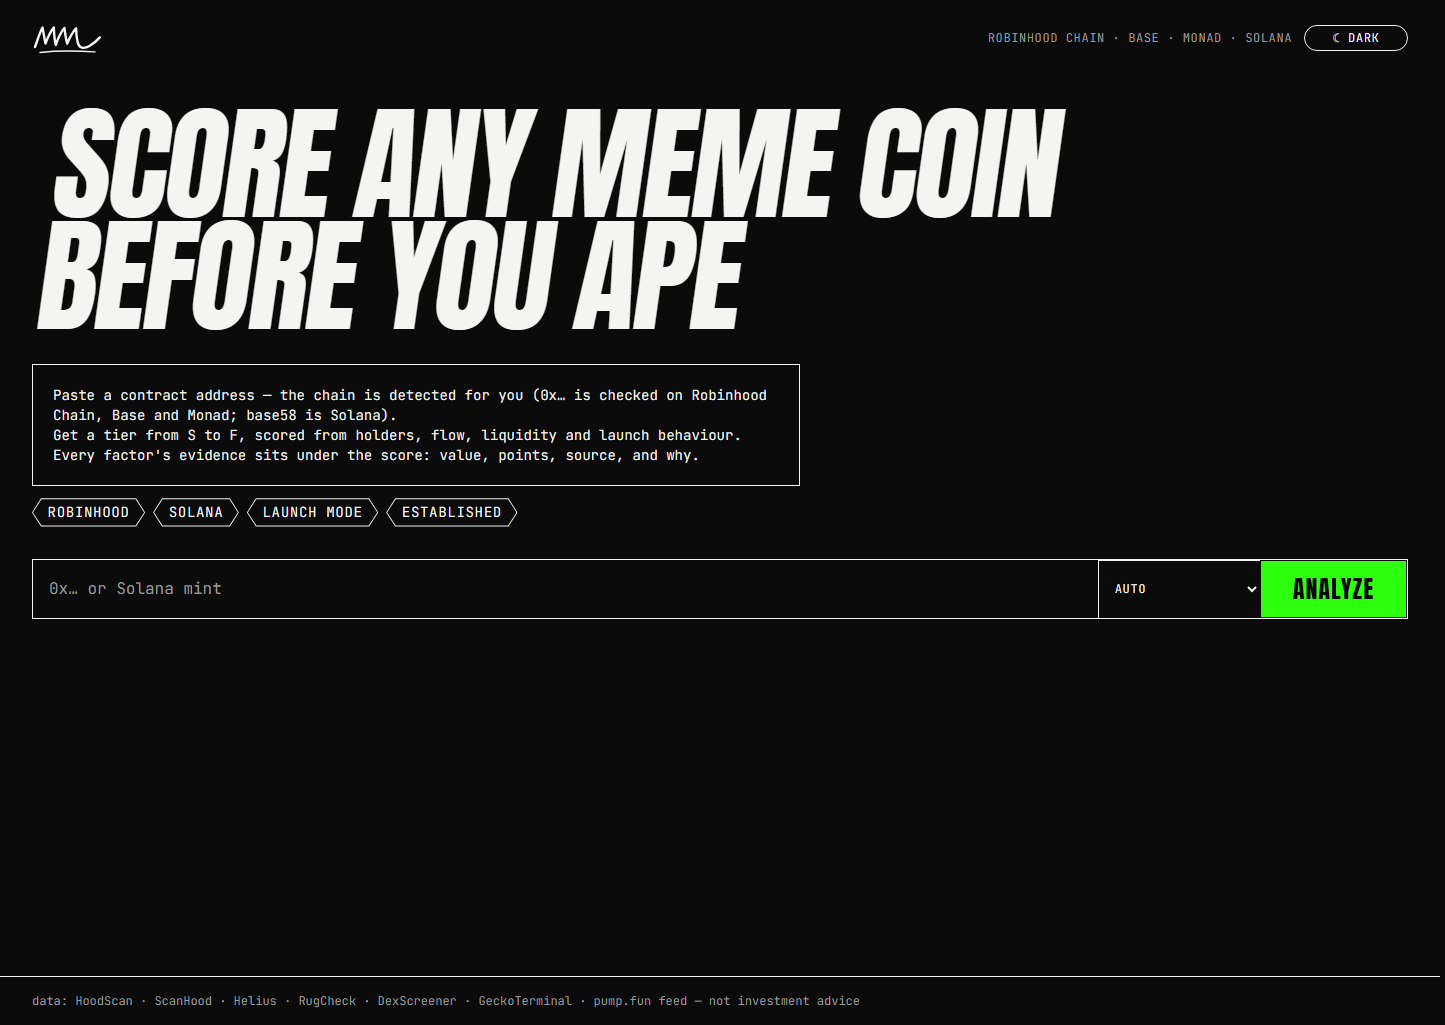 ROBINHOOD CHAIN · BASE · MONAD · SOLANA
☾ DARK
SCORE ANY MEME COIN
BEFORE YOU APE
Paste a contract address — the chain is detected for you (0x… is checked on Robinhood
Chain, Base and Monad; base58 is Solana).
Get a tier from S to F, scored from holders, flow, liquidity and launch behaviour.
Every factor's evidence sits under the score: value, points, source, and why.
ROBINHOOD
SOLANA
LAUNCH MODE
ESTABLISHED
0x… or Solana mint
AUTO
ANALYZE
data: HoodScan · ScanHood · Helius · RugCheck · DexScreener · GeckoTerminal · pump.fun feed — not investment advice